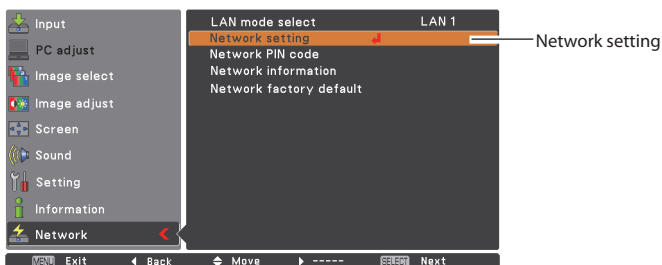 Input
PC adjust
Image select
Image adjust
Screen
Sound
Setting
Information
Network
LAN mode select LAN 1
Network setting
Network PIN code
Network information
Network factory default
Network setting
MENU Exit Back Move ----- SELECT Next